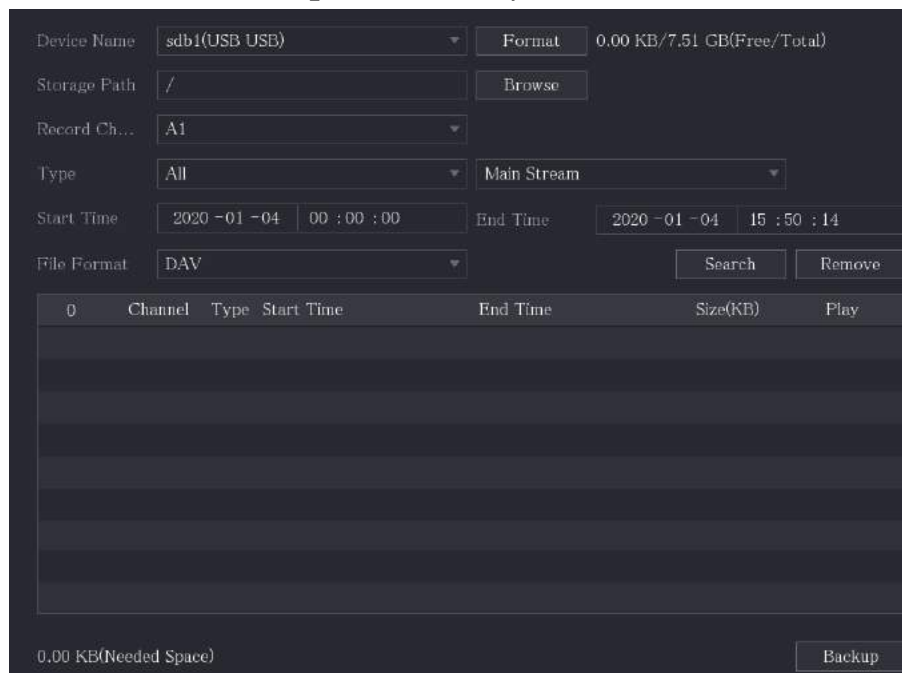 Device Name sdb1(USB USB) Format 0.00 KB/7.51 GB(Free/Total)
Storage Path / Browse
Record Ch... A1
Type All Main Stream
Start Time 2020 -01 -04 00 :00 :00 End Time 2020 -01 -04 15 :50 :14
File Format DAV Search Remove
0 Channel Type Start Time End Time Size(KB) Play
0.00 KB(Needed Space) Backup